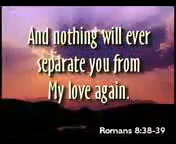 And nothing will ever
separate you from
My love again.
Romans 8:38-39